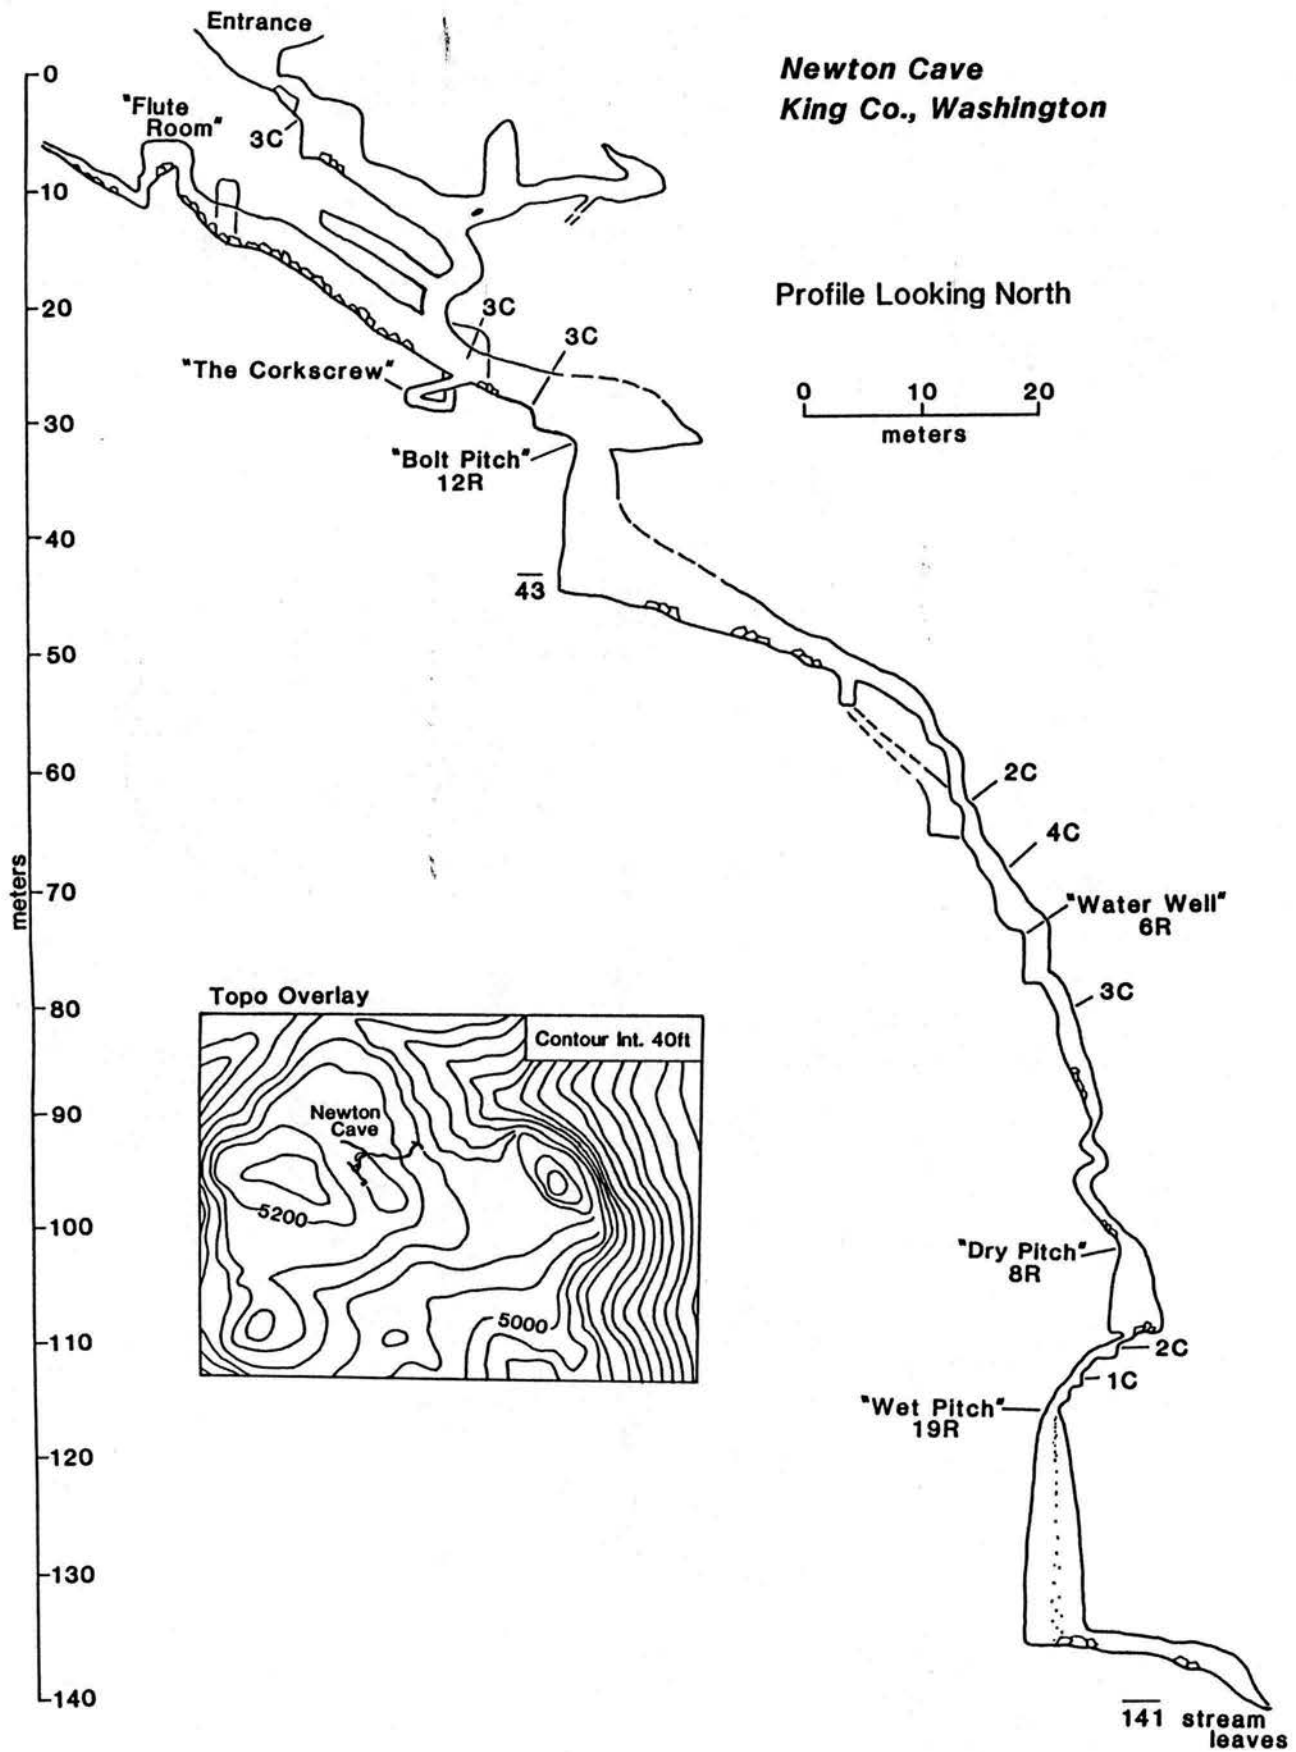 Entrance
Newton Cave
King Co., Washington
0
"Flute
Room"
3C
-10
Profile Looking North
-20
3C
3C
"The Corkscrew"
0 10 20
meters
-30
"Bolt Pitch"
12R
-40
43
-50
-60
2C
4C
meters
-70
"Water Well"
6R
-80
3C
Topo Overlay
Contour Int. 40ft
Newton
Cave
5200
5000
-90
-100
"Dry Pitch"
8R
-110
2C
1C
"Wet Pitch"
19R
-120
-130
-140
141 stream
leaves